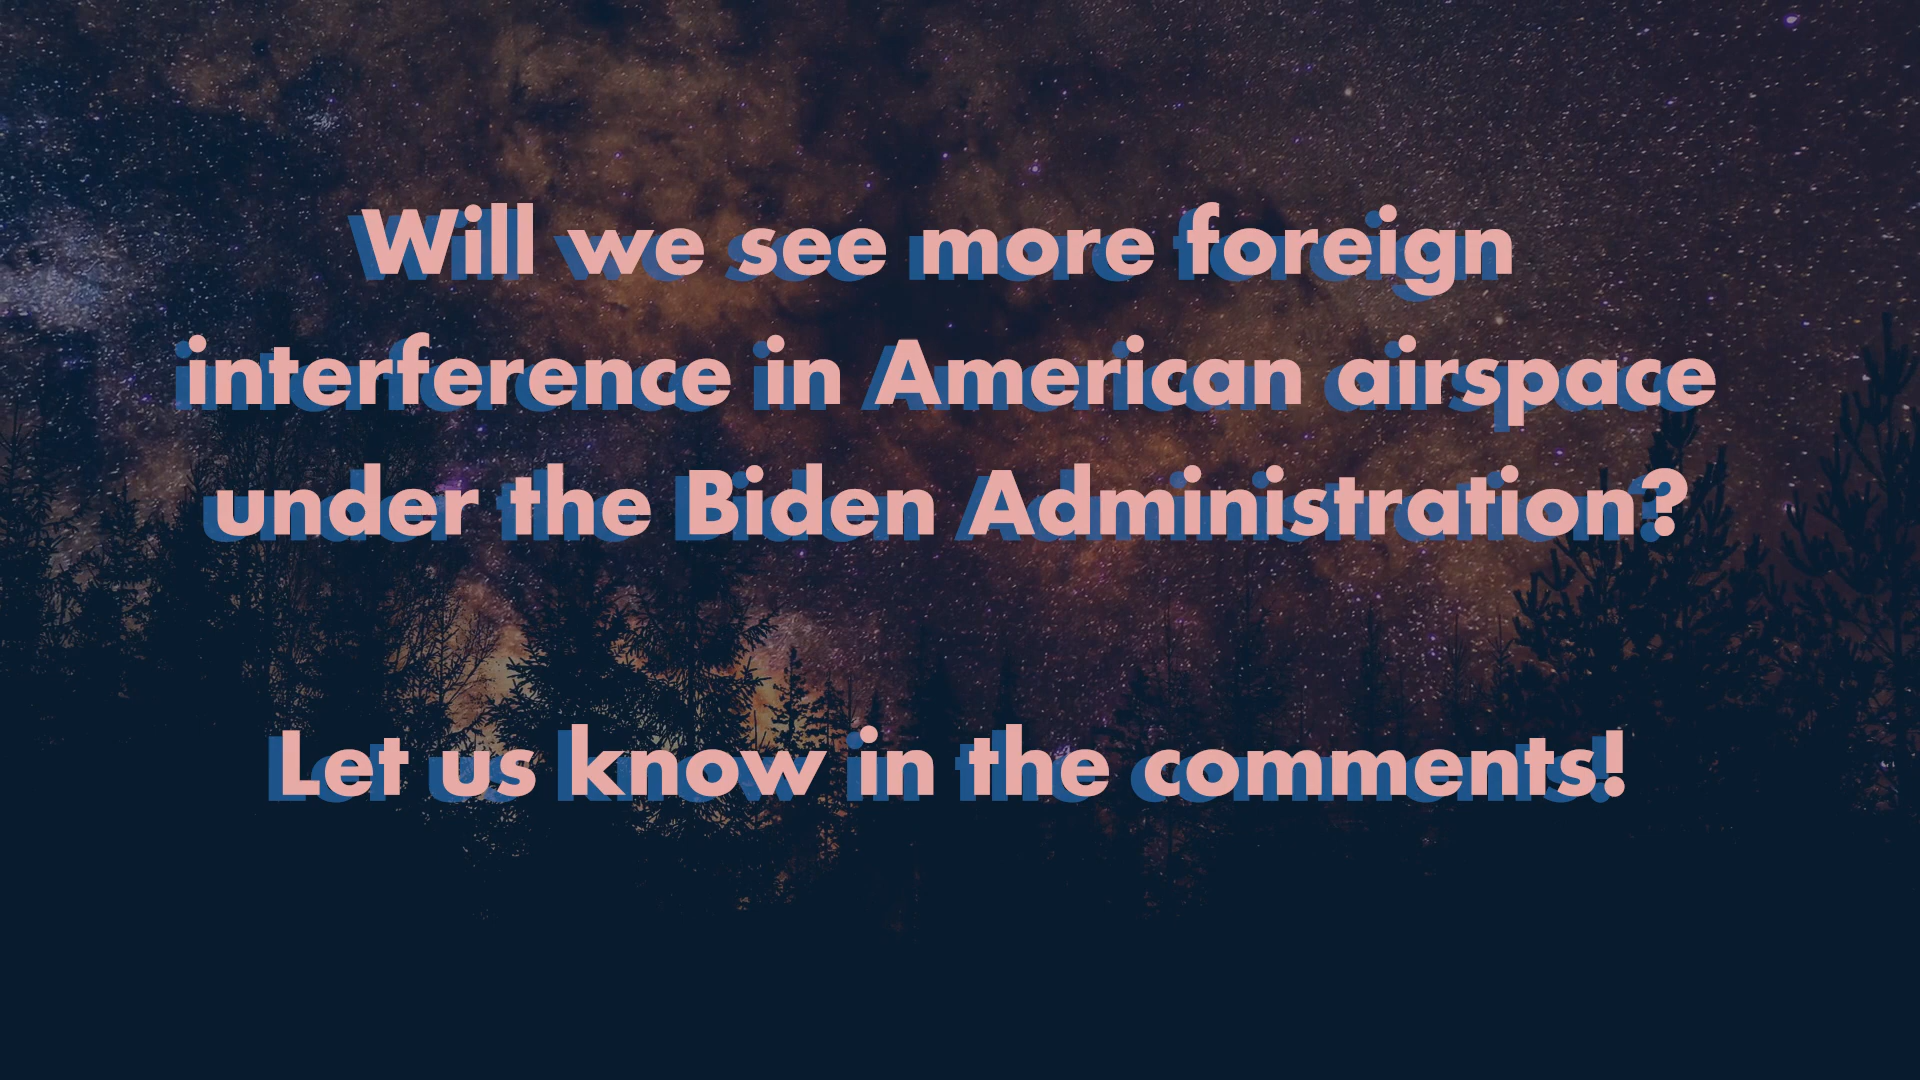 Will we see more foreign
interference in American airspace
under the Biden Administration?
Let us know in the comments!